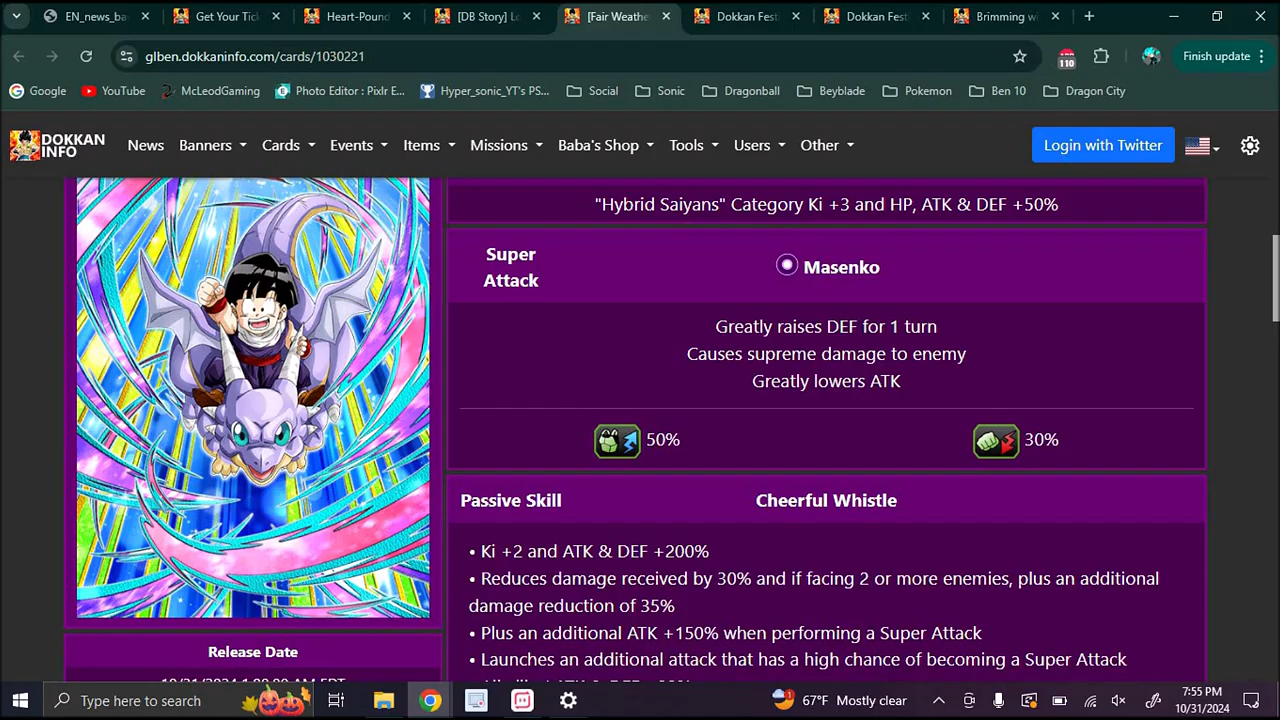 EN_news_ba
Get Your Tick
Heart-Pound
[DB Story] L
[Fair Weathe
Dokkan Fest
Dokkan Fest
Brimming wi
glben.dokkaninfo.com/cards/1030221
110
Finish update
Google
YouTube
McLeodGaming
Photo Editor : Pixlr E...
Hyper_sonic_YT's PS...
Social
Sonic
Dragonball
Beyblade
Pokemon
Ben 10
Dragon City
DOKKAN
INFO
News
Banners
Cards
Events
Items
Missions
Baba's Shop
Tools
Users
Other
Login with Twitter
"Hybrid Saiyans" Category Ki +3 and HP, ATK & DEF +50%
Super
Attack
Masenko
Greatly raises DEF for 1 turn
Causes supreme damage to enemy
Greatly lowers ATK
50%
30%
Passive Skill
Cheerful Whistle
• Ki +2 and ATK & DEF +200%
• Reduces damage received by 30% and if facing 2 or more enemies, plus an additional
damage reduction of 35%
• Plus an additional ATK +150% when performing a Super Attack
• Launches an additional attack that has a high chance of becoming a Super Attack
Release Date
Type here to search
67°F Mostly clear
7:55 PM
10/31/2024